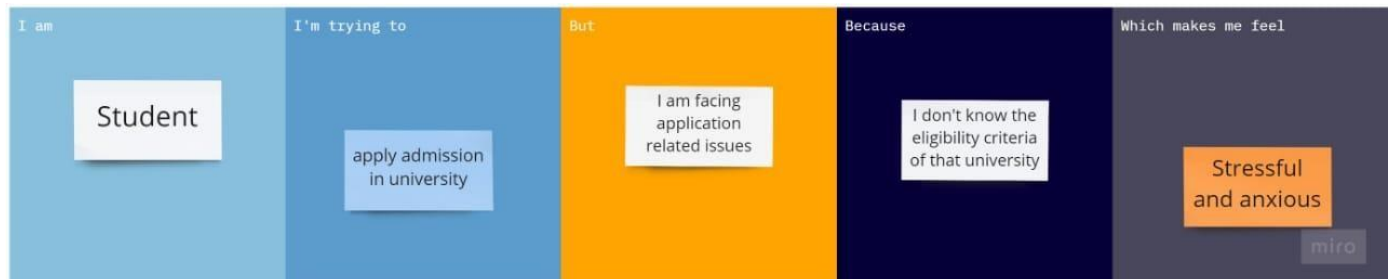 I am
Student
I'm trying to
apply admission
in university
But
I am facing
application
related issues
Because
I don't know the
eligibility criteria
of that university
Which makes me feel
Stressful
and anxious
miro